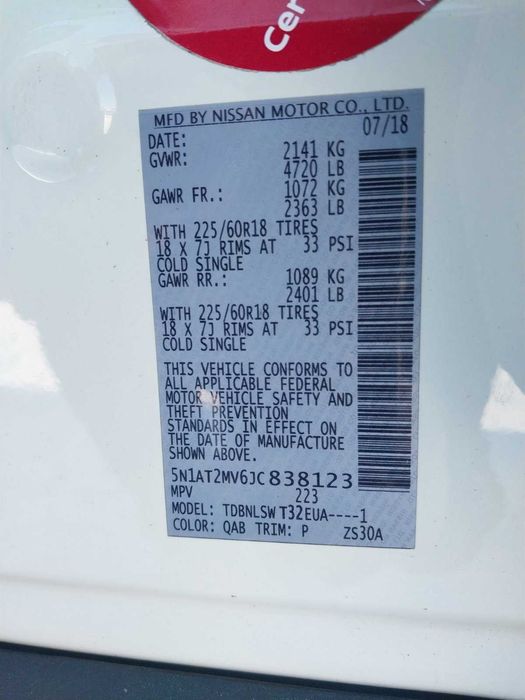 Cer
MFD BY NISSAN MOTOR CO., LTD.
DATE: 07/18
GVWR: 2141 KG
4720 LB
GAWR FR.: 1072 KG
2363 LB
WITH 225/60R18 TIRES
18 X 7J RIMS AT 33 PSI
COLD SINGLE
GAWR RR.: 1089 KG
2401 LB
WITH 225/60R18 TIRES
18 X 7J RIMS AT 33 PSI
COLD SINGLE
THIS VEHICLE CONFORMS TO
ALL APPLICABLE FEDERAL
MOTOR VEHICLE SAFETY AND
THEFT PREVENTION
STANDARDS IN EFFECT ON
THE DATE OF MANUFACTURE
SHOWN ABOVE.
5N1AT2MV6JC838123
MPV 223
MODEL: TDBNLSW T32EUA----1
COLOR: QAB TRIM: P ZS30A